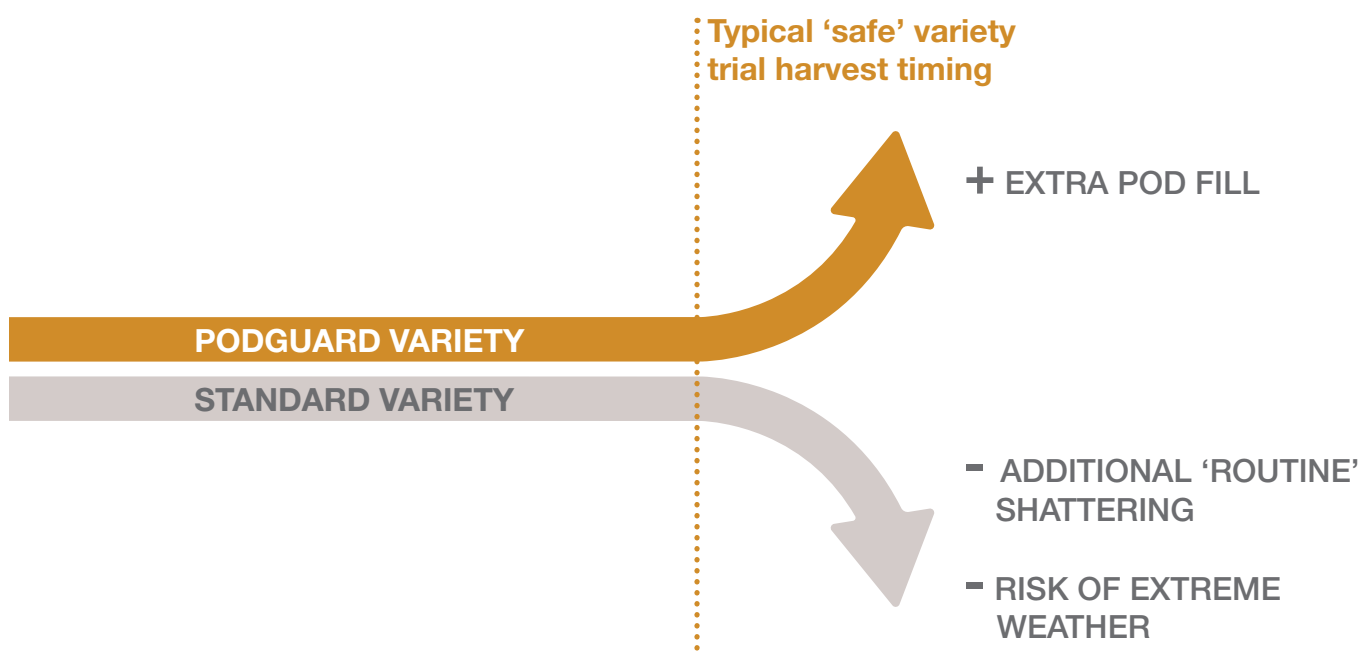 Typical ‘safe’ variety
trial harvest timing
+ EXTRA POD FILL
PODGUARD VARIETY
STANDARD VARIETY
- ADDITIONAL ‘ROUTINE’
SHATTERING
- RISK OF EXTREME
WEATHER